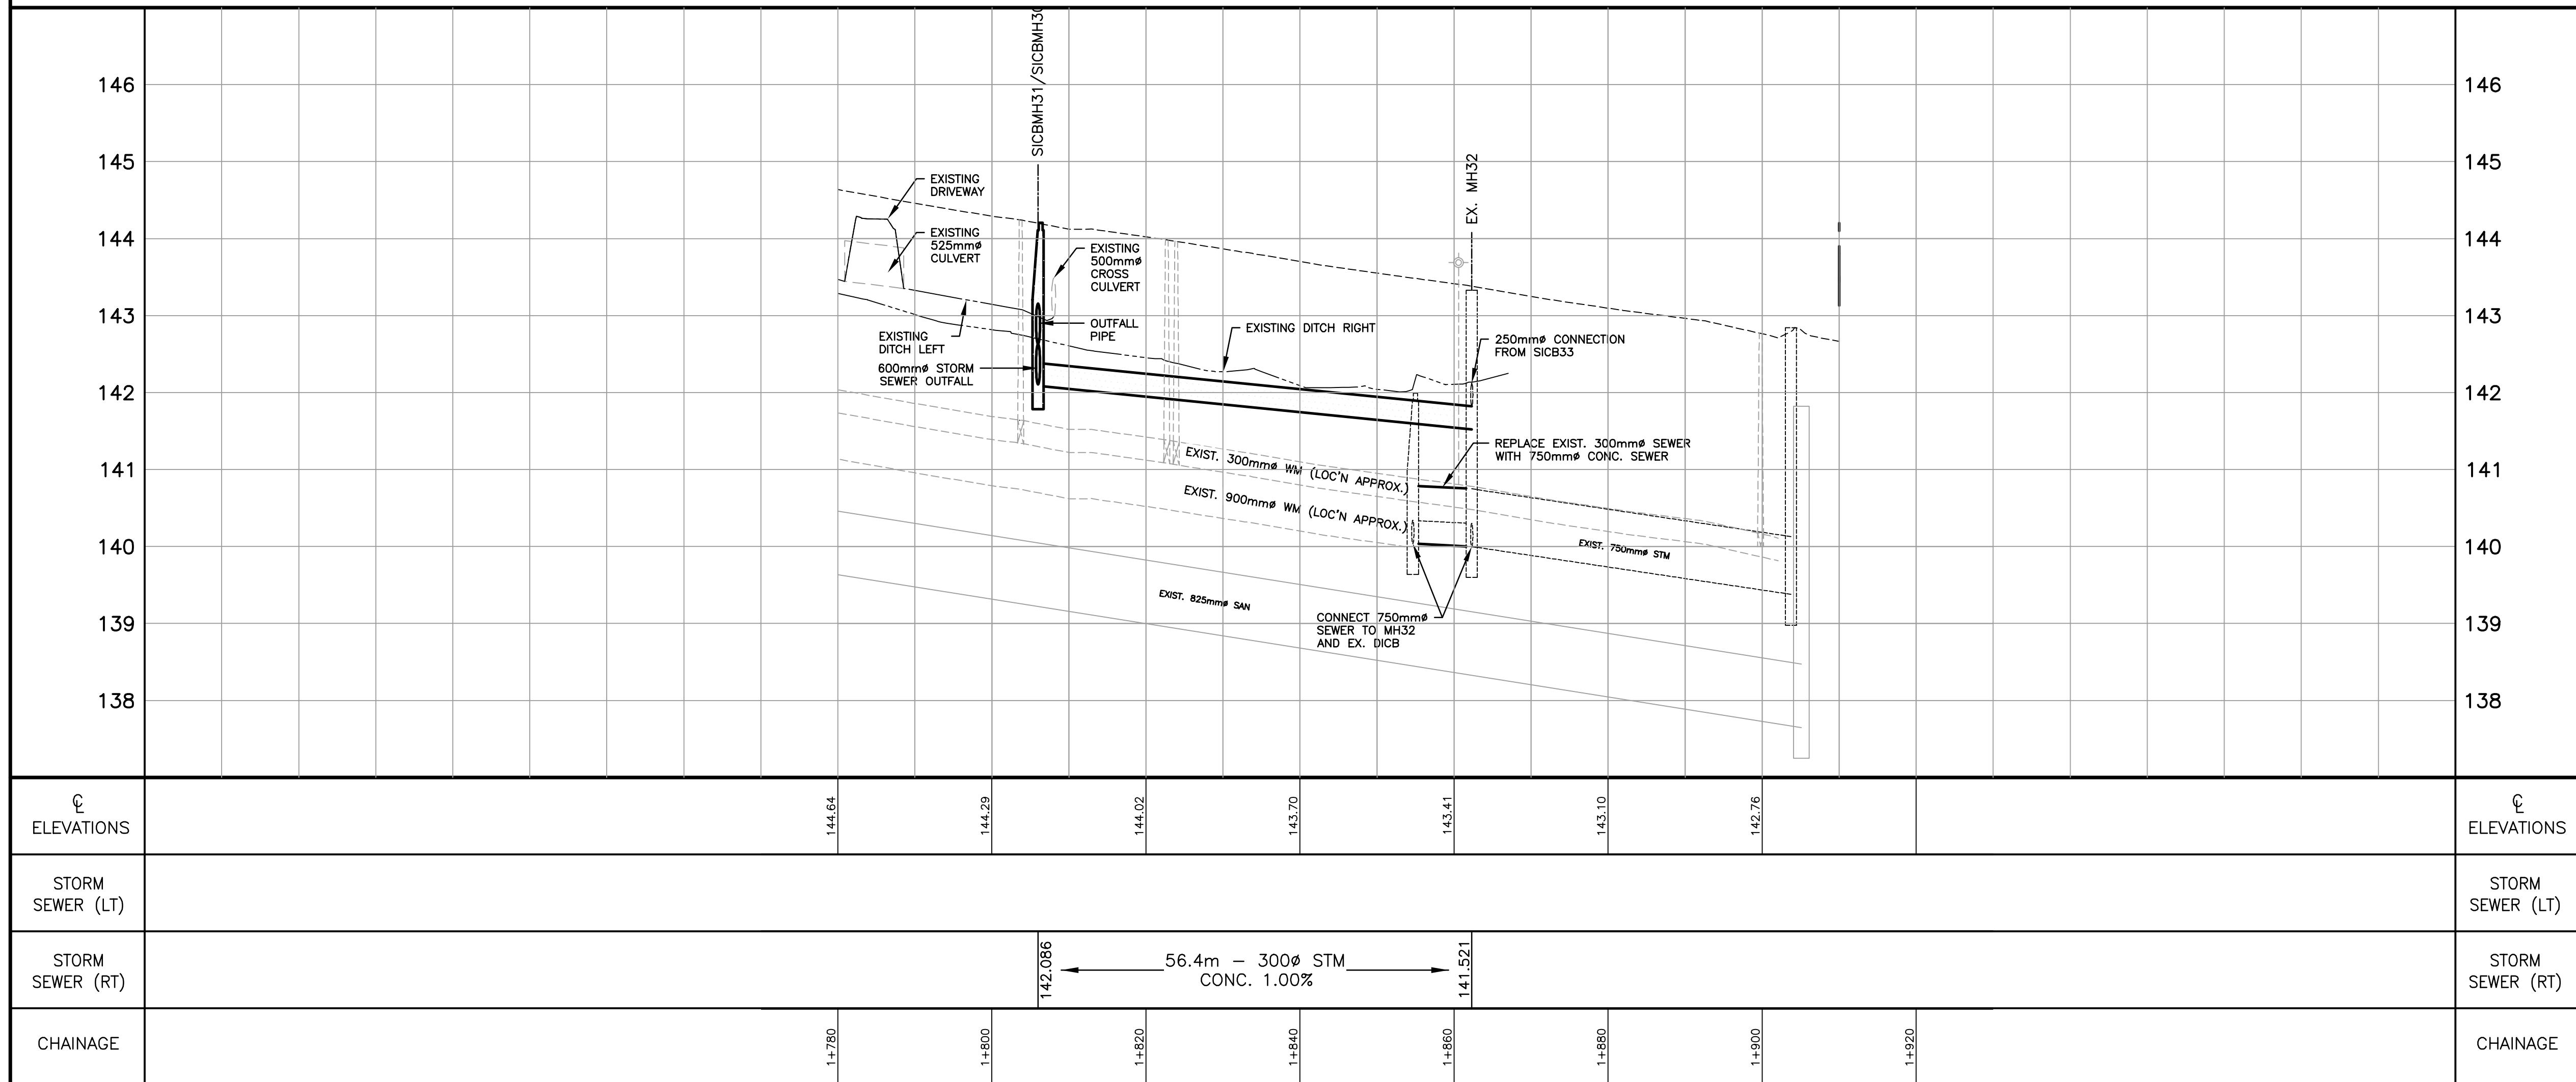 SICBMH31/SICBMH30
146
146
145
145
EX. MH32
EXISTING
DRIVEWAY
144
144
EXISTING
525mmø
CULVERT
EXISTING
500mmø
CROSS
CULVERT
143
143
OUTFALL
PIPE
EXISTING DITCH RIGHT
EXISTING
DITCH LEFT
250mmø CONNECTION
FROM SICB33
600mmø STORM
SEWER OUTFALL
142
142
REPLACE EXIST. 300mmø SEWER
WITH 750mmø CONC. SEWER
EXIST. 300mmø WM (LOC'N APPROX.)
141
141
EXIST. 900mmø WM (LOC'N APPROX.)
EXIST. 750mmø STM
140
140
EXIST. 825mmø SAN
CONNECT 750mmø
SEWER TO MH32
AND EX. DICB
139
139
138
138
℄
ELEVATIONS
144.64
144.29
144.02
143.70
143.41
143.10
142.76
℄
ELEVATIONS
STORM
SEWER (LT)
STORM
SEWER (LT)
STORM
SEWER (RT)
142.086
56.4m - 300ø STM
CONC. 1.00%
141.521
STORM
SEWER (RT)
CHAINAGE
1+780
1+800
1+820
1+840
1+860
1+880
1+900
1+920
CHAINAGE